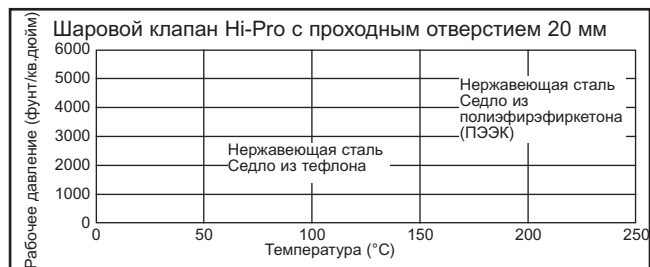 Шаровой клапан Hi-Pro с проходным отверстием 20 мм
Рабочее давление (фунт/кв.дюйм)
6000
5000
4000
3000
2000
1000
0
Нержавеющая сталь
Седло из
полиэфирэфиркетона
(ПЭЭК)
Нержавеющая сталь
Седло из тефлона
0
50
100
150
200
250
Температура (°C)